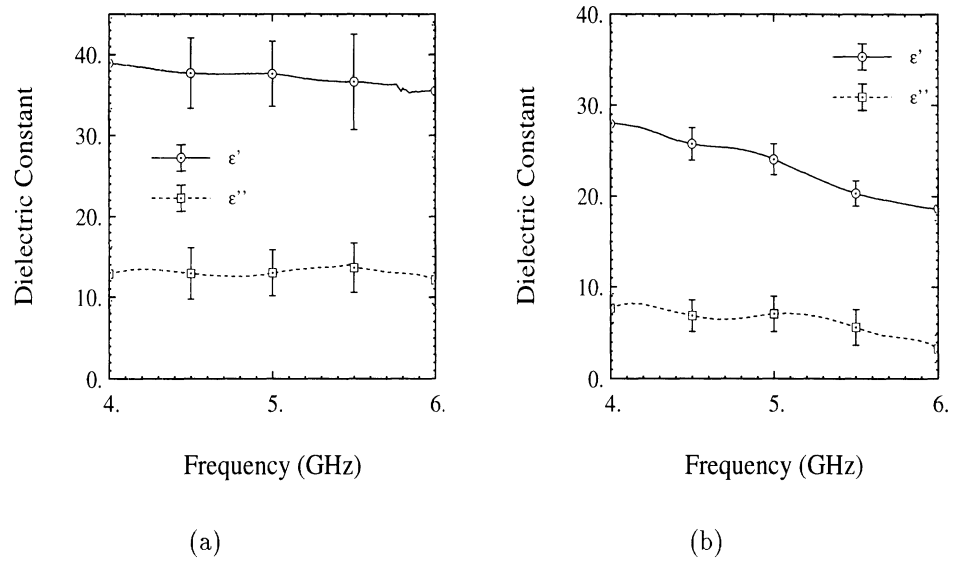 40.
30.
20.
10.
0.
4.
5.
6.
Dielectric Constant
Frequency (GHz)
ε'
ε''
(a)
40.
30.
20.
10.
0.
4.
5.
6.
Dielectric Constant
Frequency (GHz)
ε'
ε''
(b)